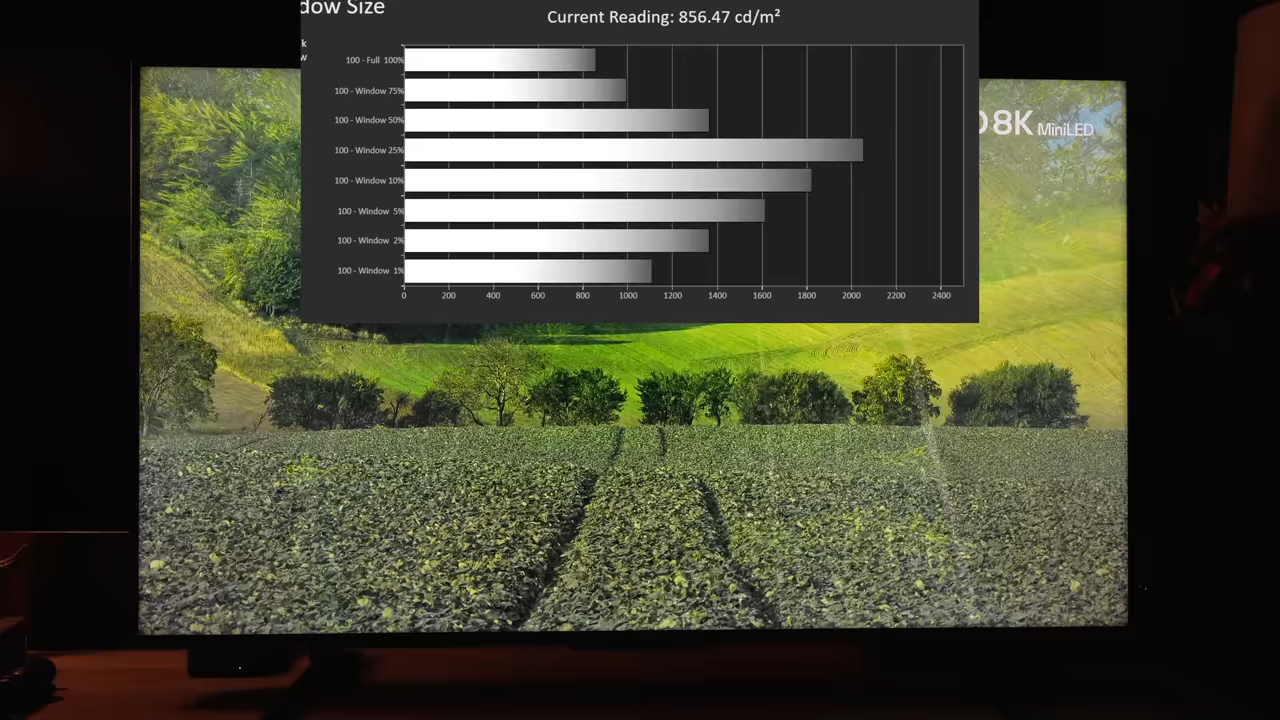 dow Size
Current Reading: 856.47 cd/m²
k
w
100 - Full 100%
100 - Window 75%
100 - Window 50%
100 - Window 25%
100 - Window 10%
100 - Window 5%
100 - Window 2%
100 - Window 1%
0 200 400 600 800 1000 1200 1400 1600 1800 2000 2200 2400
8K MiniLED